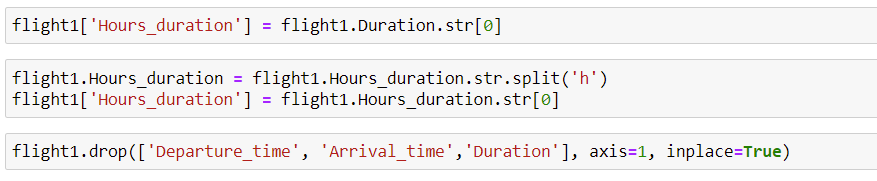 flight1['Hours_duration'] = flight1.Duration.str[0]
flight1.Hours_duration = flight1.Hours_duration.str.split('h')
flight1['Hours_duration'] = flight1.Hours_duration.str[0]
flight1.drop(['Departure_time', 'Arrival_time','Duration'], axis=1, inplace=True)